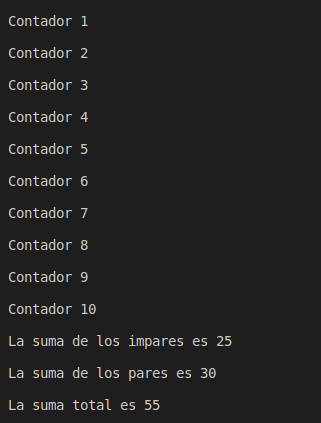 Contador 1
Contador 2
Contador 3
Contador 4
Contador 5
Contador 6
Contador 7
Contador 8
Contador 9
Contador 10
La suma de los impares es 25
La suma de los pares es 30
La suma total es 55